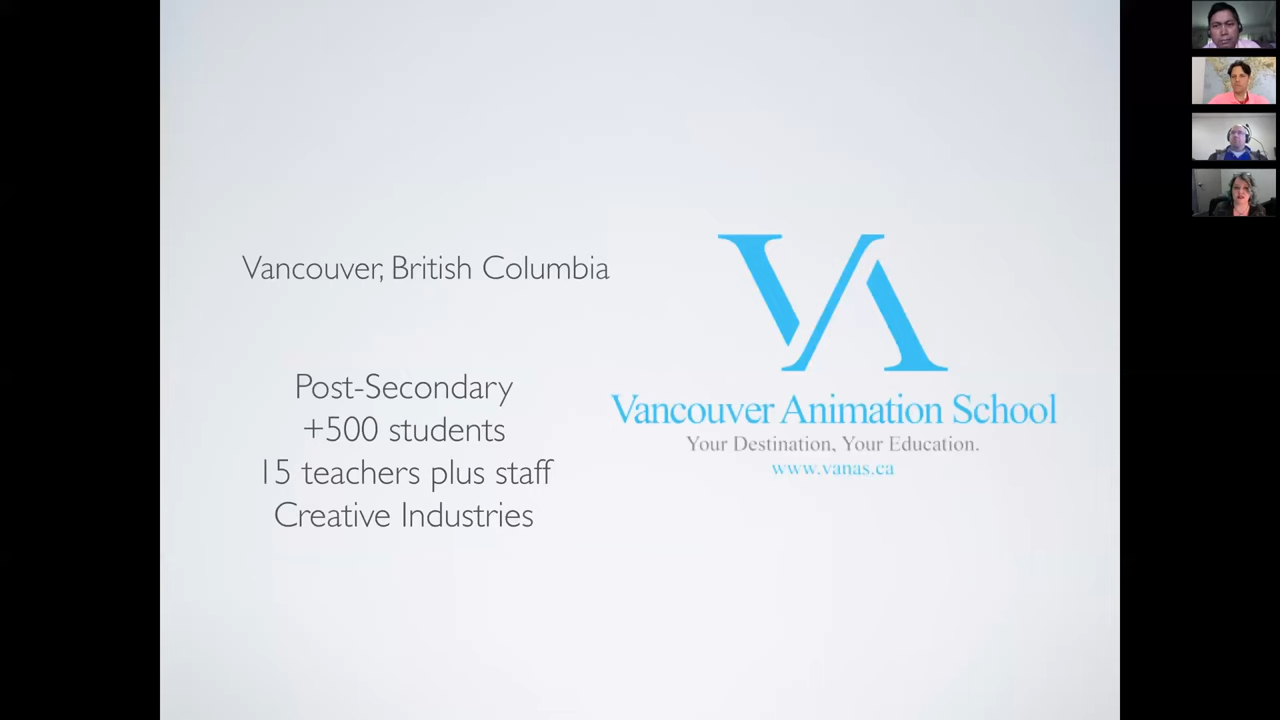 Vancouver, British Columbia
Post-Secondary
+500 students
15 teachers plus staff
Creative Industries
VA
Vancouver Animation School
Your Destination, Your Education.
www.vanas.ca